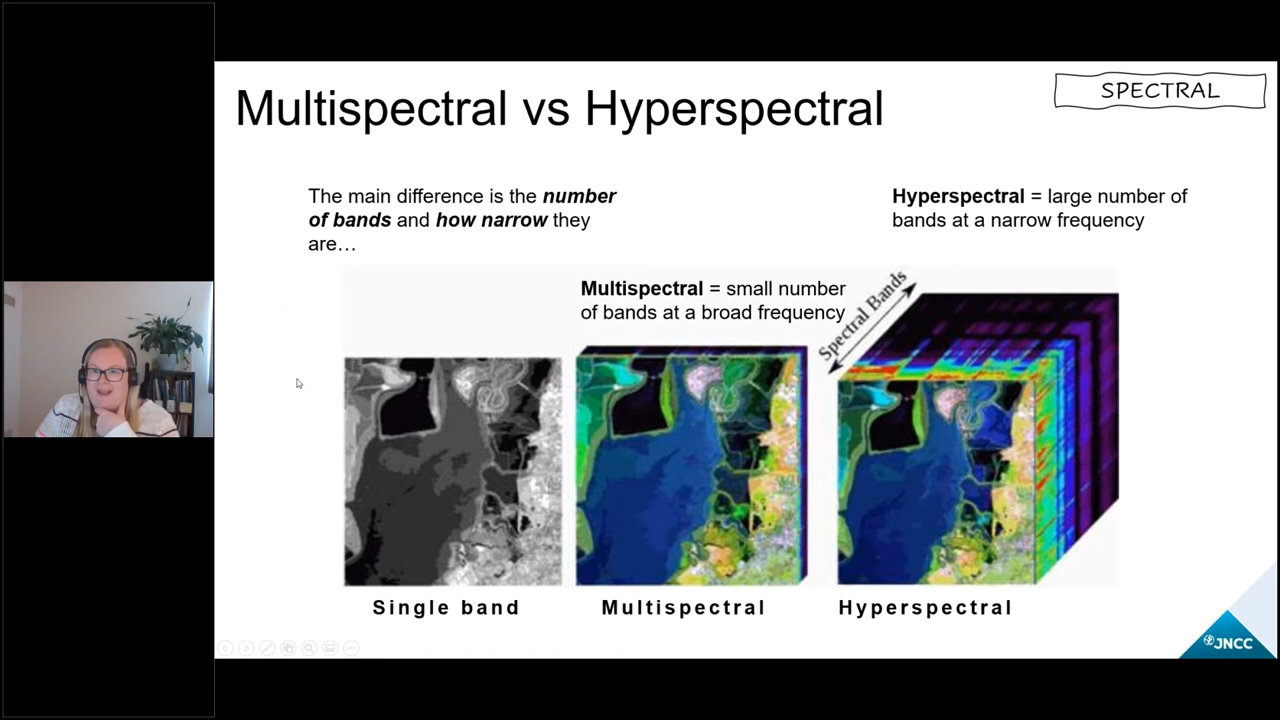 Multispectral vs Hyperspectral
SPECTRAL
The main difference is the number
of bands and how narrow they
are…
Hyperspectral = large number of
bands at a narrow frequency
Multispectral = small number
of bands at a broad frequency
Spectral Bands
Single band
Multispectral
Hyperspectral
JNCC